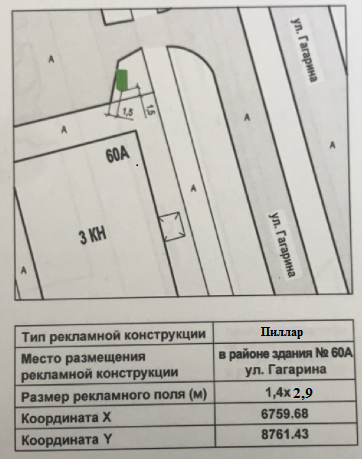 ул. Гагарина
А
А
1,5
1,5
А
60А
А
3 КН
ул. Гагарина
А
Тип рекламной конструкции Пиллар
Место размещения рекламной конструкции в районе здания № 60А ул. Гагарина
Размер рекламного поля (м) 1,4х 2,9
Координата X 6759.68
Координата Y 8761.43